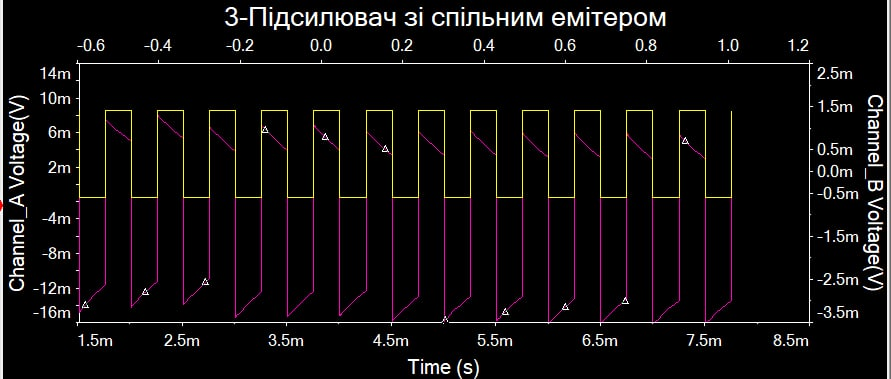 3-Підсилювач зі спільним емітером
-0.6 -0.4 -0.2 0.0 0.2 0.4 0.6 0.8 1.0 1.2
14m
10m
6m
2m
-4m
-8m
-12m
-16m
Channel_A Voltage(V)
2.5m
1.5m
0.5m
0.0m
-0.5m
-1.5m
-2.5m
-3.5m
Channel_B Voltage(V)
1.5m 2.5m 3.5m 4.5m 5.5m 6.5m 7.5m 8.5m
Time (s)